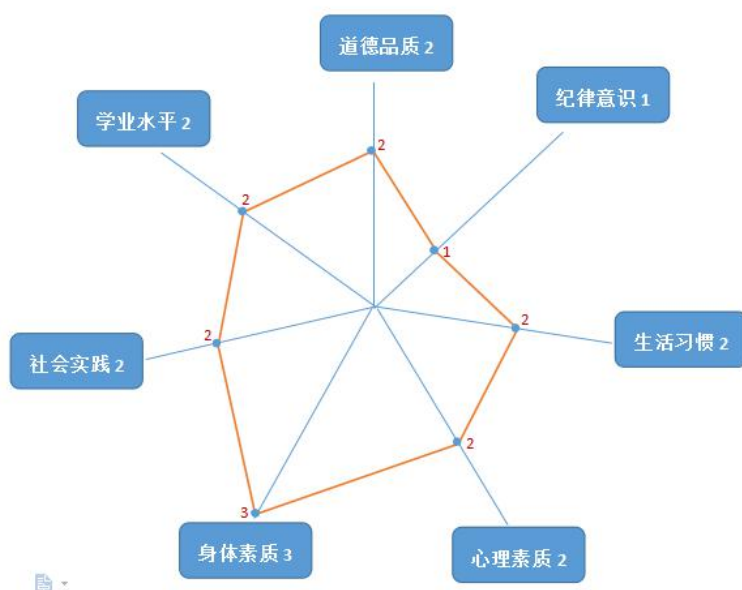 道德品质 2
纪律意识 1
学业水平 2
2
2
1
2
生活习惯 2
2
社会实践 2
2
3
身体素质 3
心理素质 2